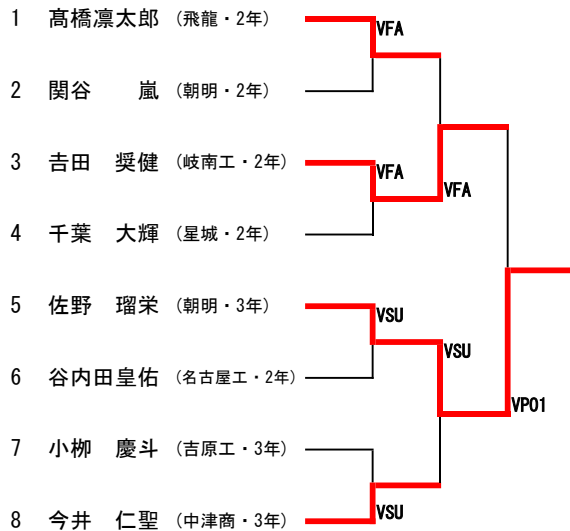 1 髙橋凛太郎 (飛龍・2年)
VFA
2 関谷 嵐 (朝明・2年)
3 𠮷田 奨健 (岐南工・2年)
VFA
VFA
4 千葉 大輝 (星城・2年)
5 佐野 瑠栄 (朝明・3年)
VSU
VSU
6 谷内田皇佑 (名古屋工・2年)
VPO1
7 小栁 慶斗 (吉原工・3年)
8 今井 仁聖 (中津商・3年)
VSU